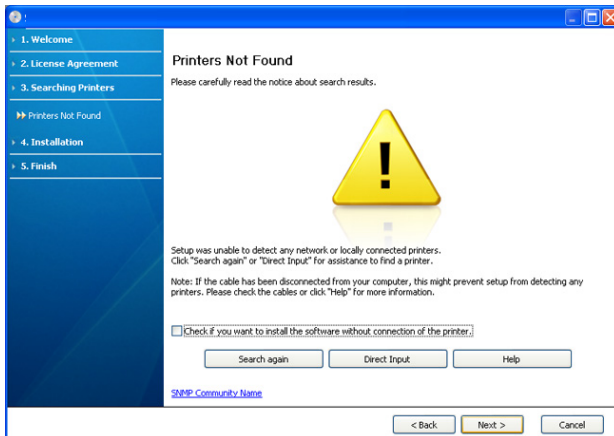 1. Welcome
2. License Agreement
3. Searching Printers
Printers Not Found
4. Installation
5. Finish
Printers Not Found
Please carefully read the notice about search results.
Setup was unable to detect any network or locally connected printers.
Click "Search again" or "Direct Input" for assistance to find a printer.
Note: If the cable has been disconnected from your computer, this might prevent setup from detecting any
printers. Please check the cables or click "Help" for more information.
Check if you want to install the software without connection of the printer.
Search again
Direct Input
Help
SNMP Community Name
< Back
Next >
Cancel